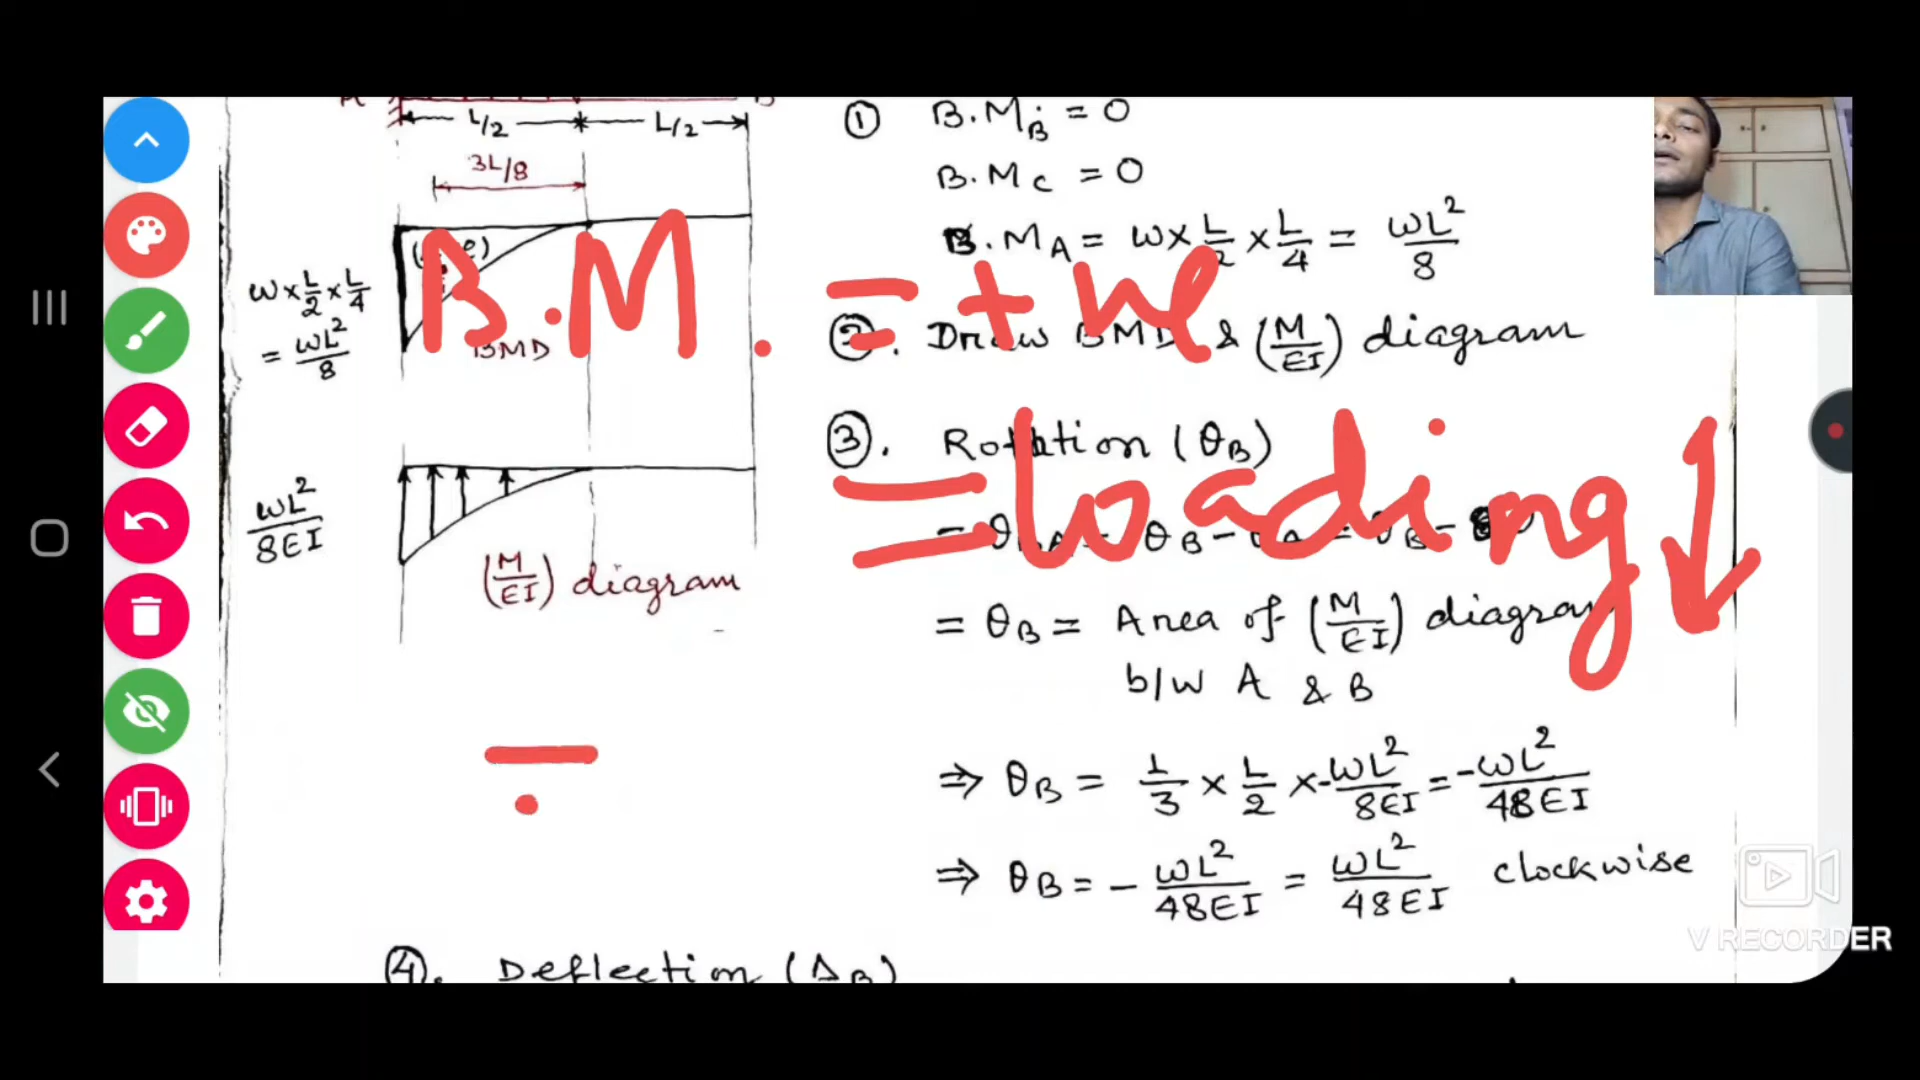 L/2 L/2
3L/8
w x L/2 x L/4
= wL²/8
BMD
B.M. = +ve
= loading ↓
wL²/8EI
(M/EI) diagram
① B.M_B = 0
B.M_C = 0
B.M_A = w x L/2 x L/4 = wL²/8
②. Draw BMD & (M/EI) diagram
③. Rotation (θ_B)
= θ_B = Area of (M/EI) diagram
b/w A & B
⇒ θ_B = 1/3 x L/2 x -wL²/8EI = -wL²/48EI
⇒ θ_B = - wL²/48EI = wL²/48EI clockwise
④. Deflection (Δ_B)
V RECORDER